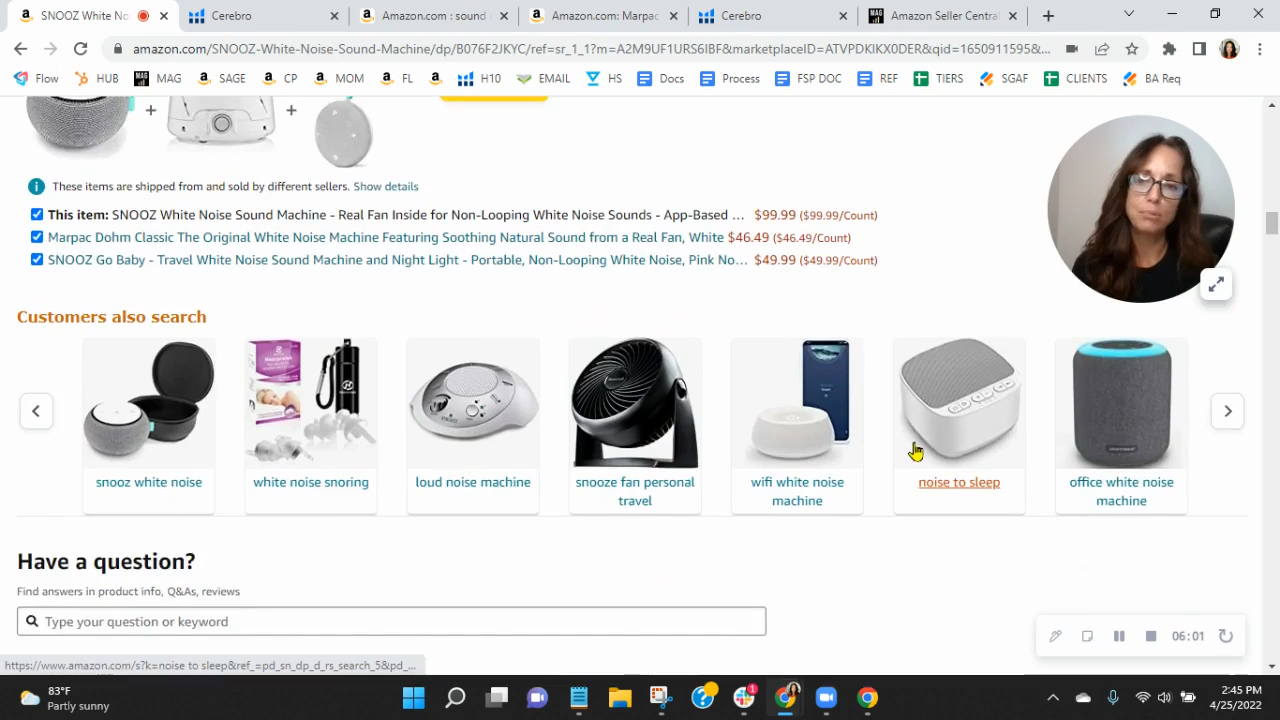 SNOOZ White No
Cerebro
Amazon.com : sound
Amazon.com: Marpac
Cerebro
Amazon Seller Central
amazon.com/SNOOZ-White-Noise-Sound-Machine/dp/B076F2JKYC/ref=sr_1_1?m=A2M9UF1URS6IBF&marketplaceID=ATVPDKIKX0DER&qid=1650911595&...
Flow HUB MAG SAGE CP MOM FL H10 EMAIL HS Docs Process FSP DOC REF TIERS SGAF CLIENTS BA Req
These items are shipped from and sold by different sellers. Show details
This item: SNOOZ White Noise Sound Machine - Real Fan Inside for Non-Looping White Noise Sounds - App-Based ... $99.99 ($99.99/Count)
Marpac Dohm Classic The Original White Noise Machine Featuring Soothing Natural Sound from a Real Fan, White $46.49 ($46.49/Count)
SNOOZ Go Baby - Travel White Noise Sound Machine and Night Light - Portable, Non-Looping White Noise, Pink No... $49.99 ($49.99/Count)
Customers also search
snooz white noise
white noise snoring
loud noise machine
snooze fan personal
travel
wifi white noise
machine
noise to sleep
office white noise
machine
Have a question?
Find answers in product info, Q&As, reviews
Type your question or keyword
06:01
https://www.amazon.com/s?k=noise to sleep&ref_=pd_sn_dp_d_rs_search_5&pd_...
83°F
Partly sunny
2:45 PM
4/25/2022